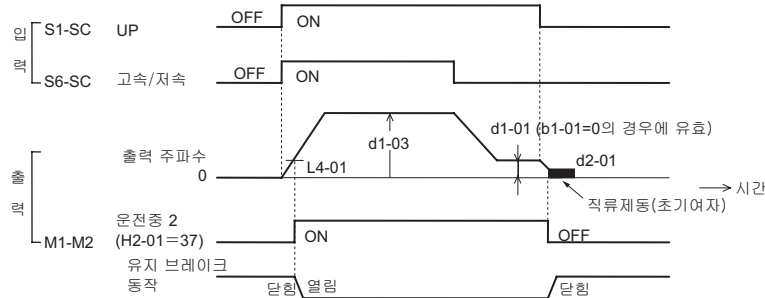 입력
S1-SC UP OFF ON
S6-SC 고속/저속 OFF ON
d1-01 (b1-01=0의 경우에 유효)
d1-03
출력 주파수
0
L4-01
d2-01
시간
직류제동(초기여자)
출력
운전중 2
M1-M2 (H2-01=37) ON OFF
유지 브레이크
동작
닫힘 열림 닫힘